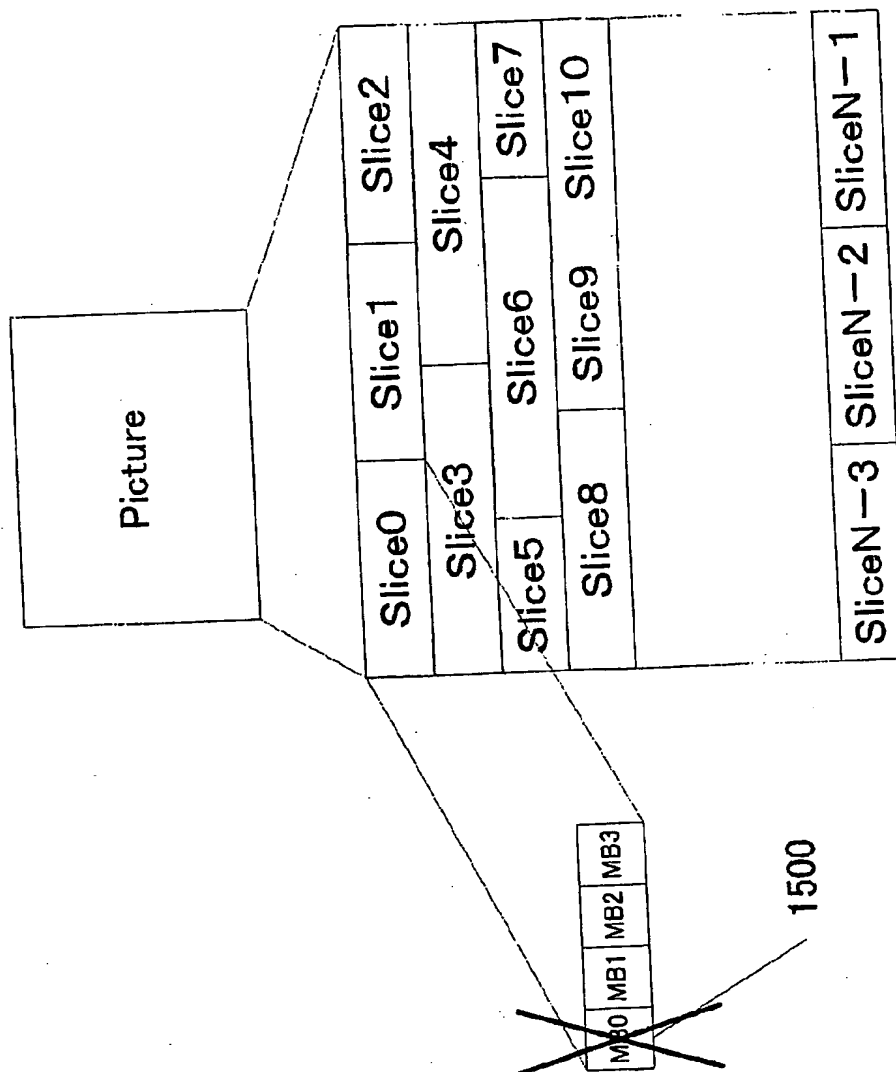 Picture
Slice0 Slice1 Slice2
Slice3 Slice4
Slice5 Slice6 Slice7
Slice8 Slice9 Slice10
SliceN-3 SliceN-2 SliceN-1
MB0 MB1 MB2 MB3
1500